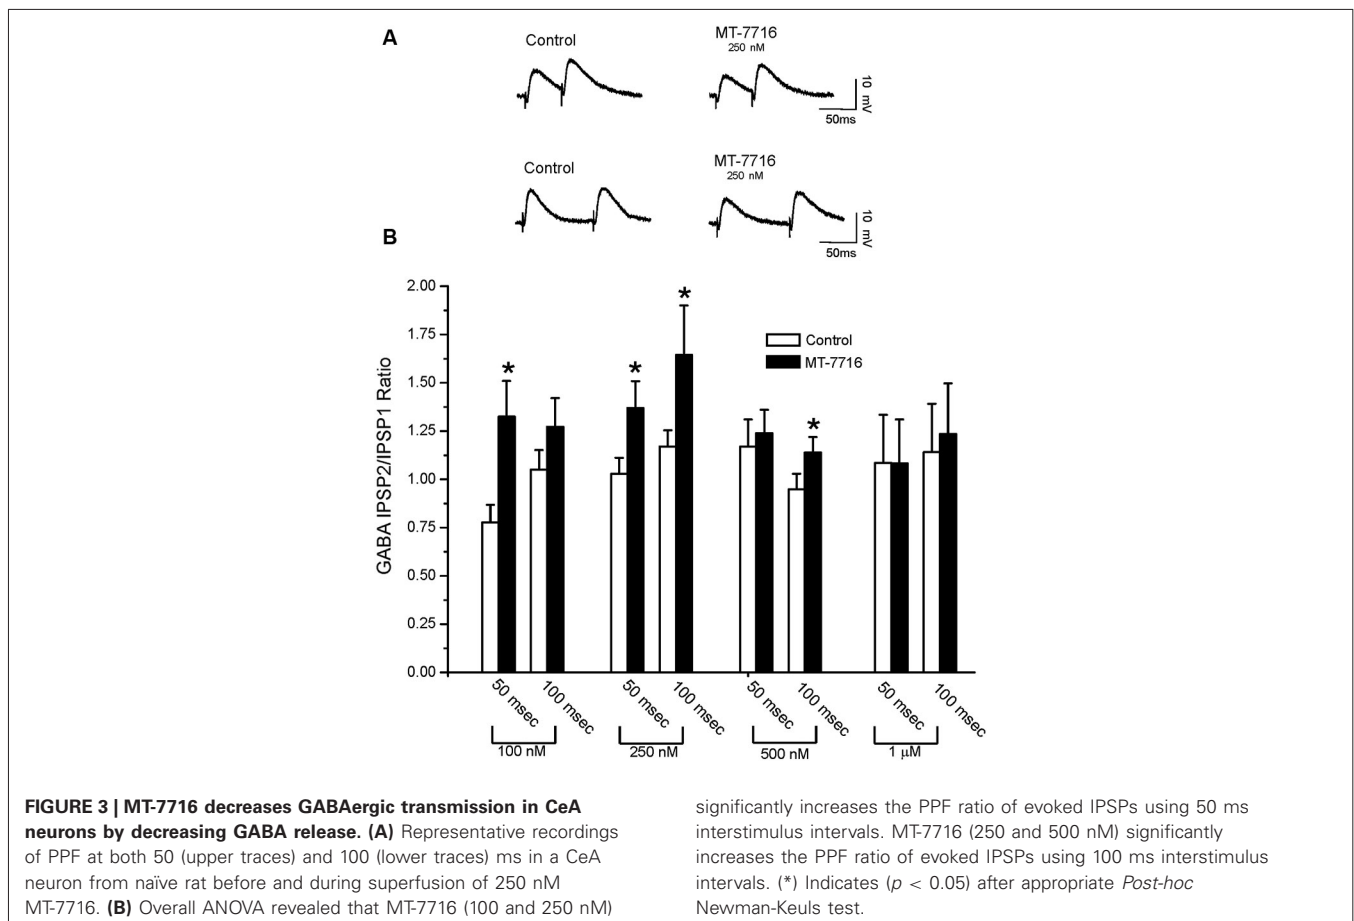 A
Control
MT-7716
250 nM
10 mV
50ms
Control
MT-7716
250 nM
10 mV
50ms
B
GABA IPSP2/IPSP1 Ratio
2.00
1.75
1.50
1.25
1.00
0.75
0.50
0.25
0.00
*
*
*
*
Control
MT-7716
50 msec
100 msec
50 msec
100 msec
50 msec
100 msec
50 msec
100 msec
100 nM
250 nM
500 nM
1 µM
FIGURE 3 | MT-7716 decreases GABAergic transmission in CeA
neurons by decreasing GABA release. (A) Representative recordings
of PPF at both 50 (upper traces) and 100 (lower traces) ms in a CeA
neuron from naïve rat before and during superfusion of 250 nM
MT-7716. (B) Overall ANOVA revealed that MT-7716 (100 and 250 nM)
significantly increases the PPF ratio of evoked IPSPs using 50 ms
interstimulus intervals. MT-7716 (250 and 500 nM) significantly
increases the PPF ratio of evoked IPSPs using 100 ms interstimulus
intervals. (*) Indicates (p < 0.05) after appropriate Post-hoc
Newman-Keuls test.